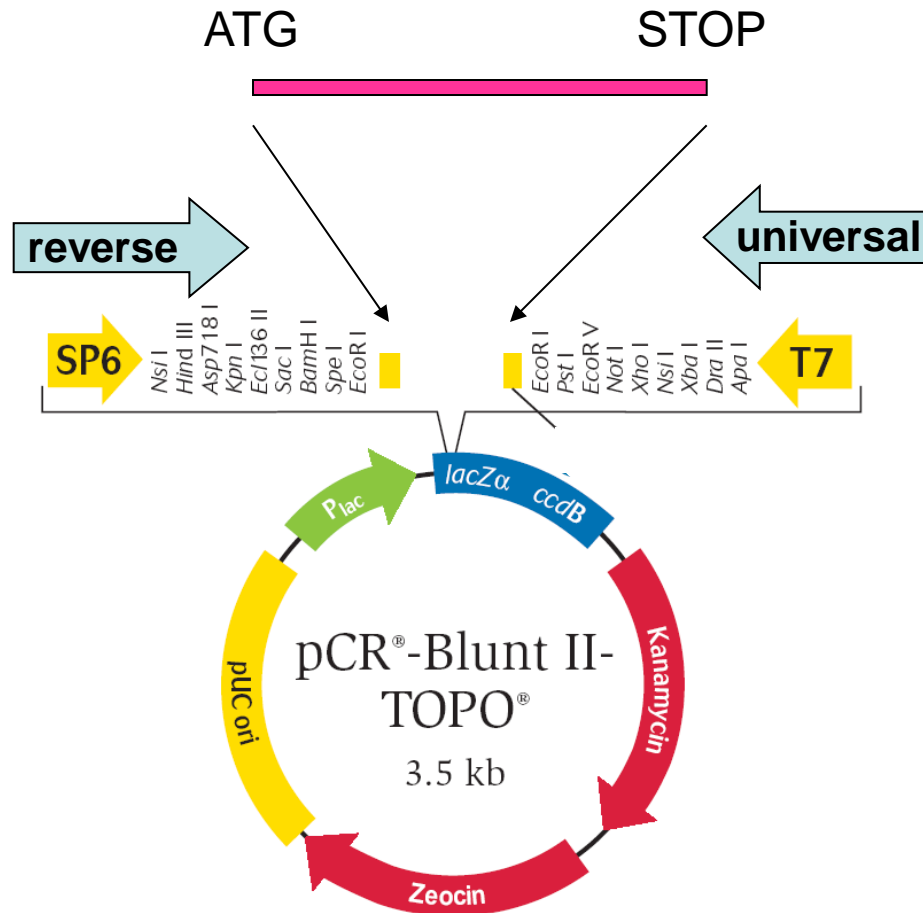 ATG STOP
reverse universal
SP6 Nsi I Hind III Asp718 I Kpn I Ecl136 II Sac I BamH I Spe I EcoR I EcoR I Pst I EcoR V Not I Xho I Nsi I Xba I Dra II Apa I T7
Plac lacZα ccdB
pUC ori Kanamycin
pCR®-Blunt II-
TOPO®
3.5 kb
Zeocin